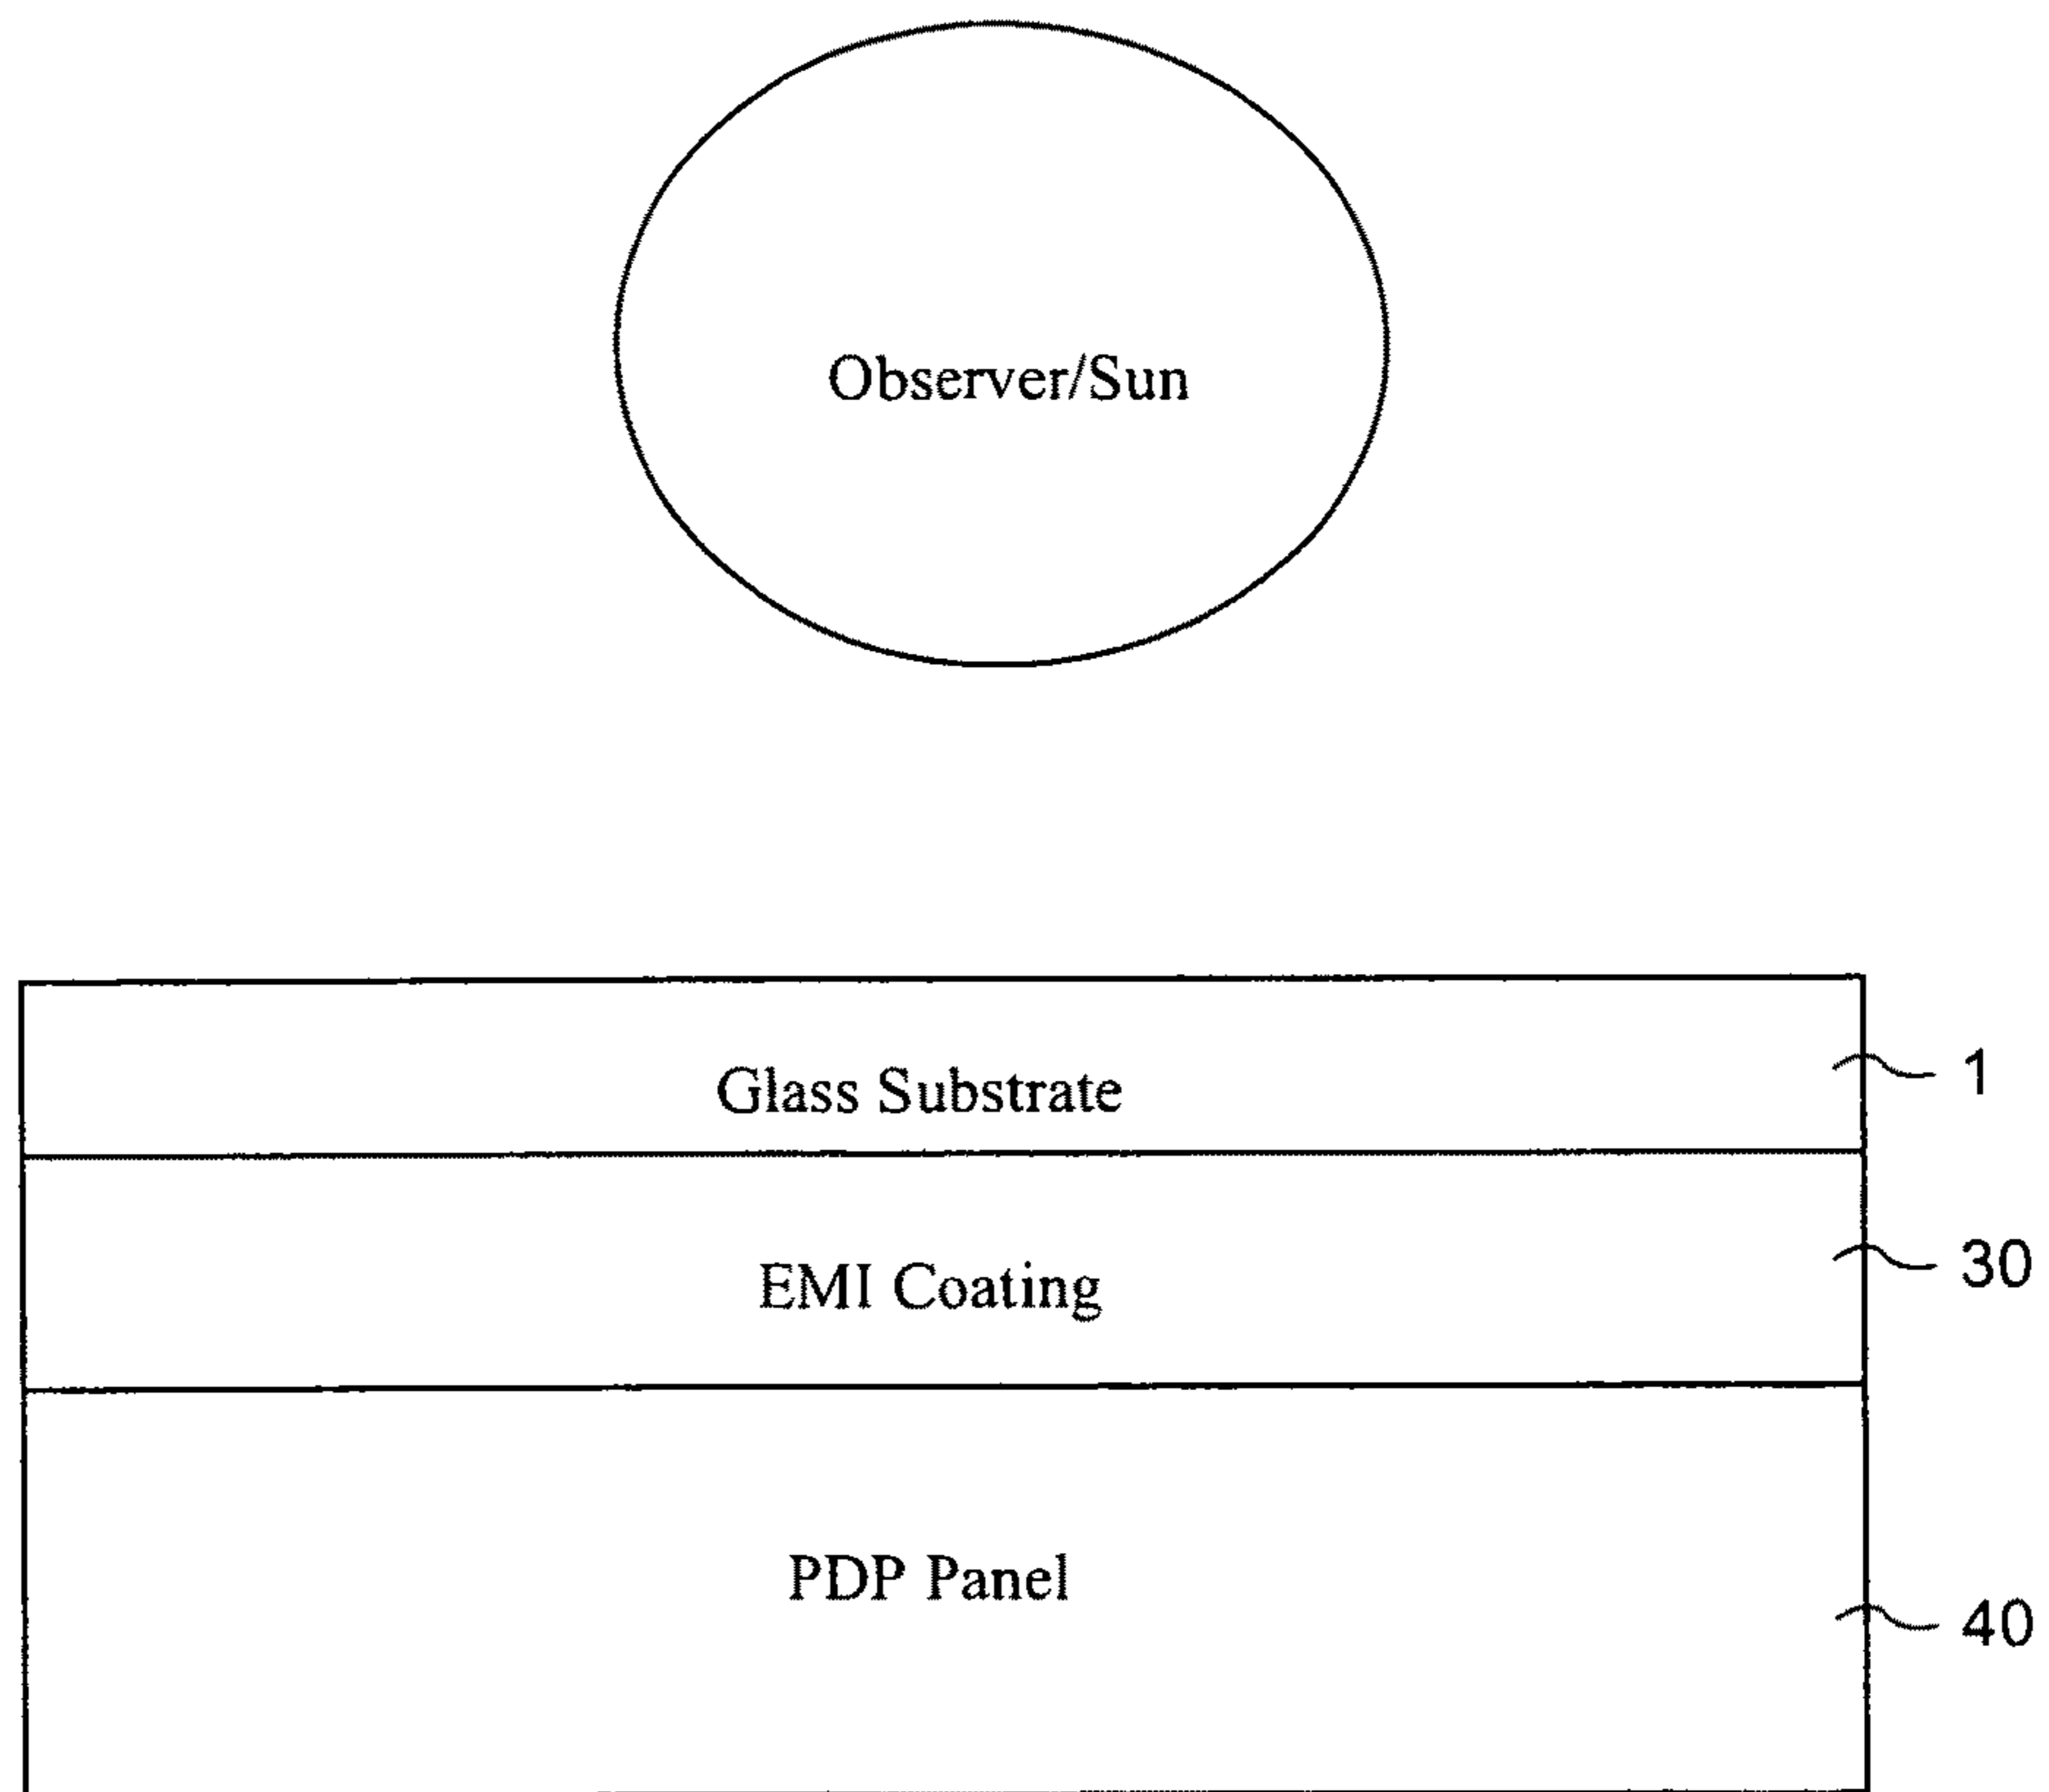 Observer/Sun
Glass Substrate
1
EMI Coating
30
PDP Panel
40